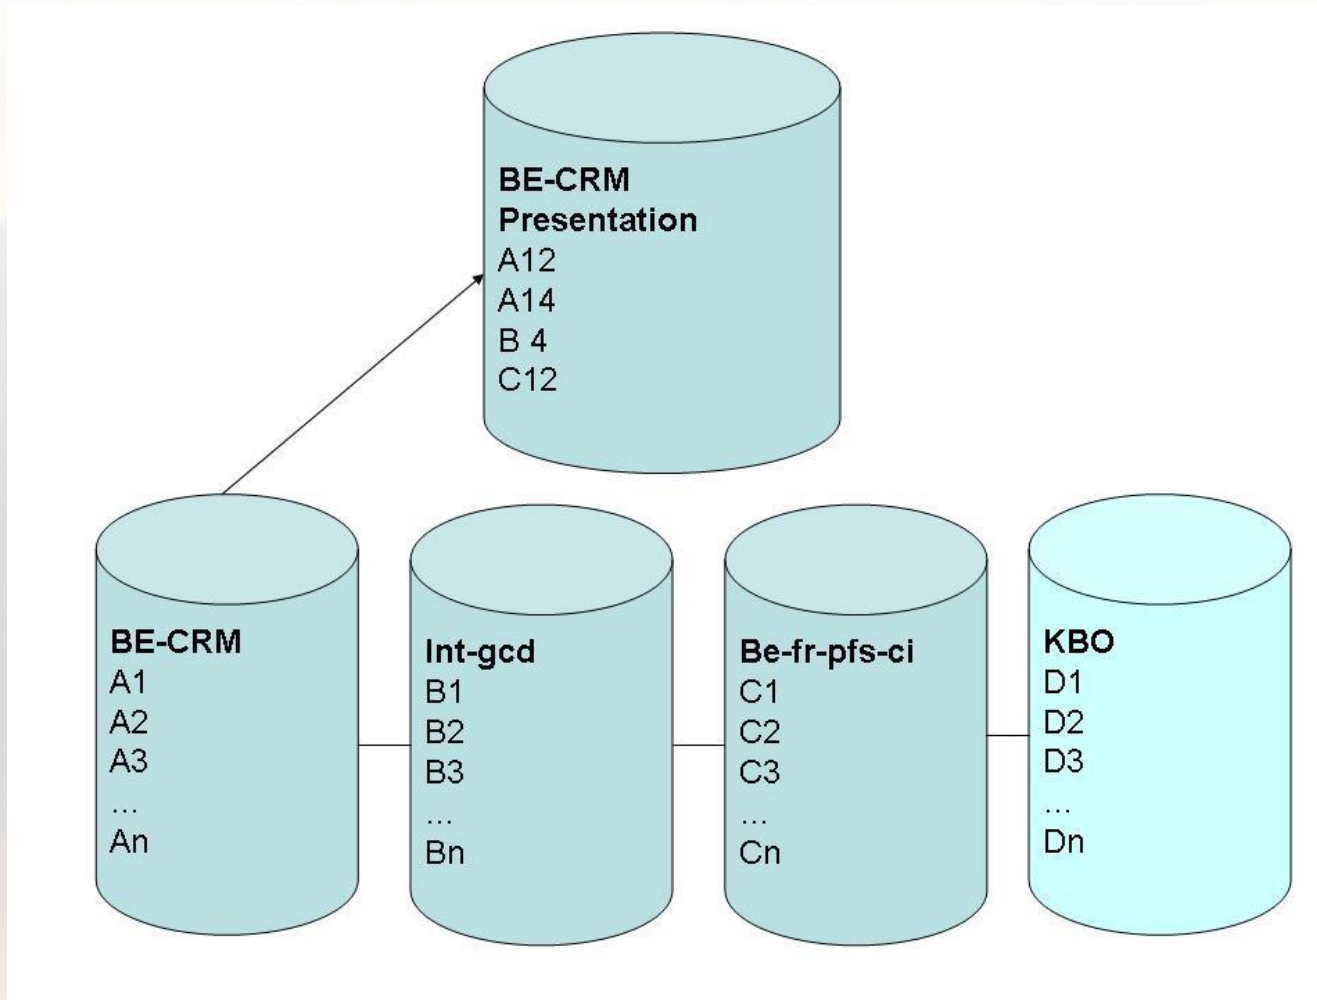 BE-CRM
Presentation
A12
A14
B 4
C12
BE-CRM
A1
A2
A3
...
An
Int-gcd
B1
B2
B3
...
Bn
Be-fr-pfs-ci
C1
C2
C3
...
Cn
KBO
D1
D2
D3
...
Dn